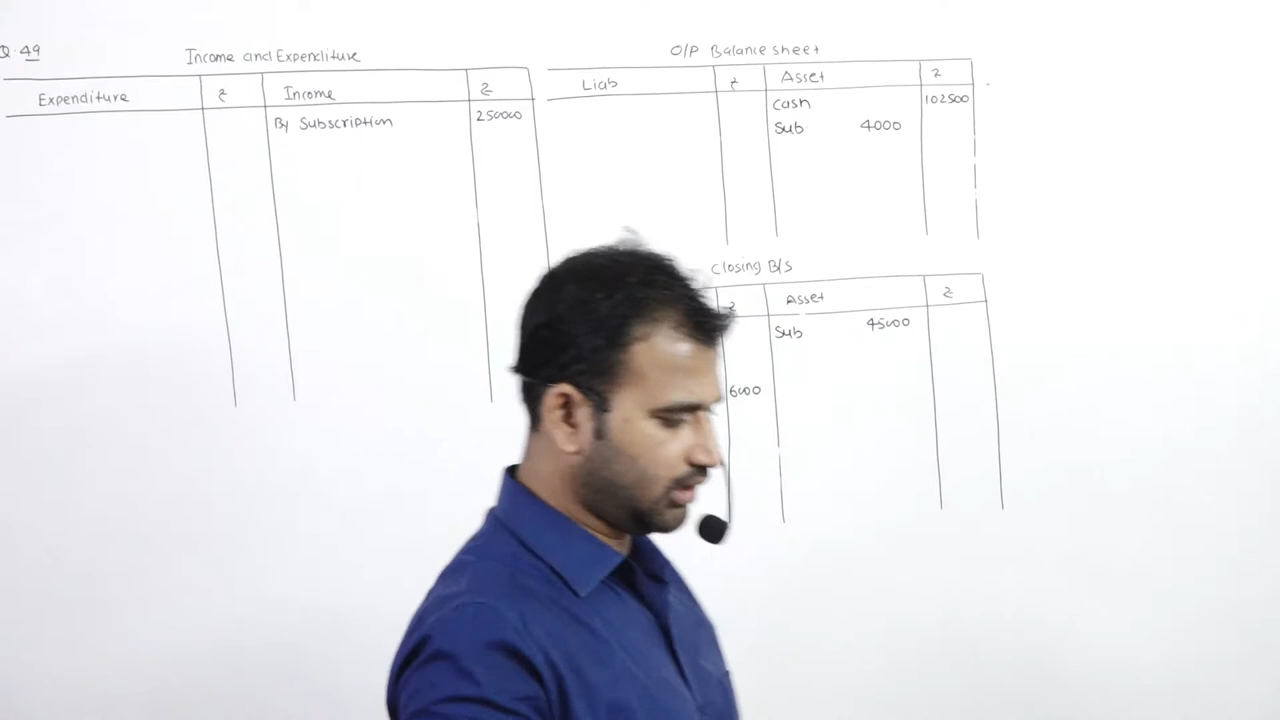 Q.49
Income and Expenditure
Expenditure ₹ Income ₹
By Subscription 250000
O/P Balance sheet
Liab ₹ Asset ₹
cash 102500
Sub 4000
Closing B/S
₹ Asset ₹
Sub 45000
6000